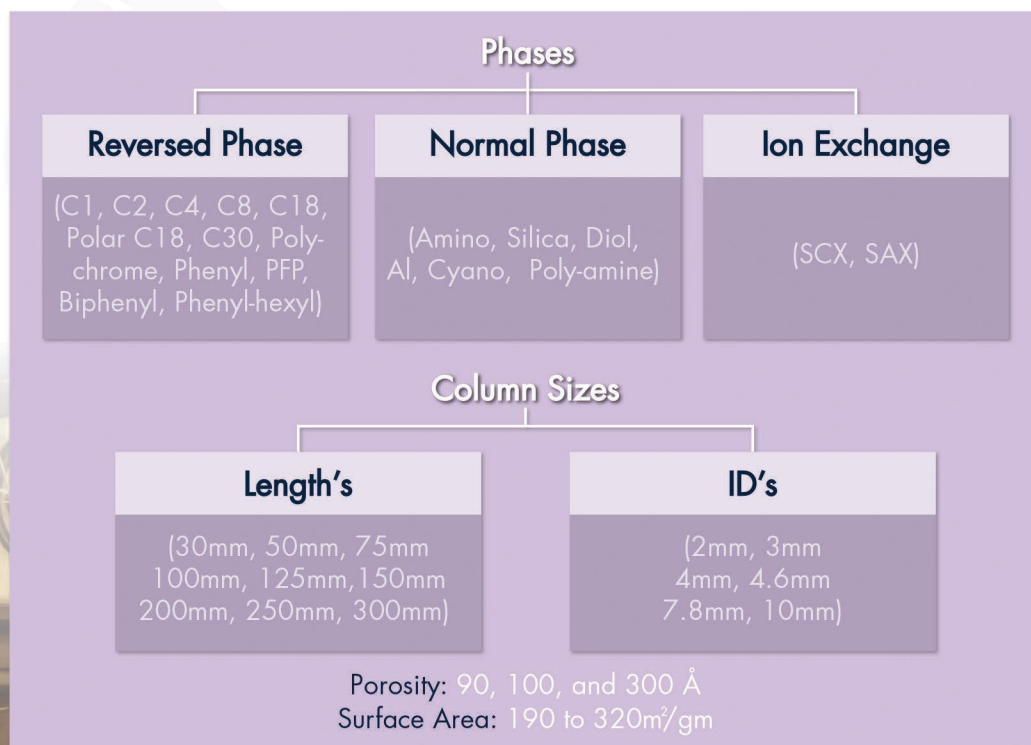 Phases
Reversed Phase
(C1, C2, C4, C8, C18,
Polar C18, C30, Poly-
chrome, Phenyl, PFP,
Biphenyl, Phenyl-hexyl)
Normal Phase
(Amino, Silica, Diol,
Al, Cyano, Poly-amine)
Ion Exchange
(SCX, SAX)
Column Sizes
Length's
(30mm, 50mm, 75mm
100mm, 125mm,150mm
200mm, 250mm, 300mm)
ID's
(2mm, 3mm
4mm, 4.6mm
7.8mm, 10mm)
Porosity: 90, 100, and 300 Å
Surface Area: 190 to 320m²/gm